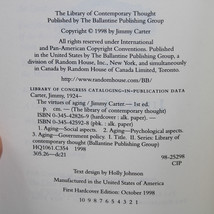 The Library of Contemporary Thought
Published by The Ballantine Publishing Group
Copyright © 1998 by Jimmy Carter
All rights reserved under International
and Pan-American Copyright Conventions. Published in
the United States by The Ballantine Publishing Group, a division of
Random House, Inc., New York, and simultaneously
in Canada by Random House of Canada Limited, Toronto.
http://www.randomhouse.com/BB/
LIBRARY OF CONGRESS CATALOGING-IN-PUBLICATION DATA
Carter, Jimmy, 1924–
The virtues of aging / Jimmy Carter. — 1st ed.
p. cm. — (The library of contemporary thought)
ISBN 0-345-42826-9 (hbk : alk. paper)
ISBN 0-345-42592-8 (pbk. : alk. paper)
1. Aging—Social aspects. 2. Aging—Psychological aspects.
3. Aging—Government policy. I. Title. II. Series: Library of
contemporary thought (Ballantine Publishing Group)
HQ1061.C354 1998
305.26—dc21 98-25298
CIP
Text design by Holly Johnson
Manufactured in the United States of America
First Hardcover Edition: October 1998
10 9 8 7 6 5 4 3 2 1